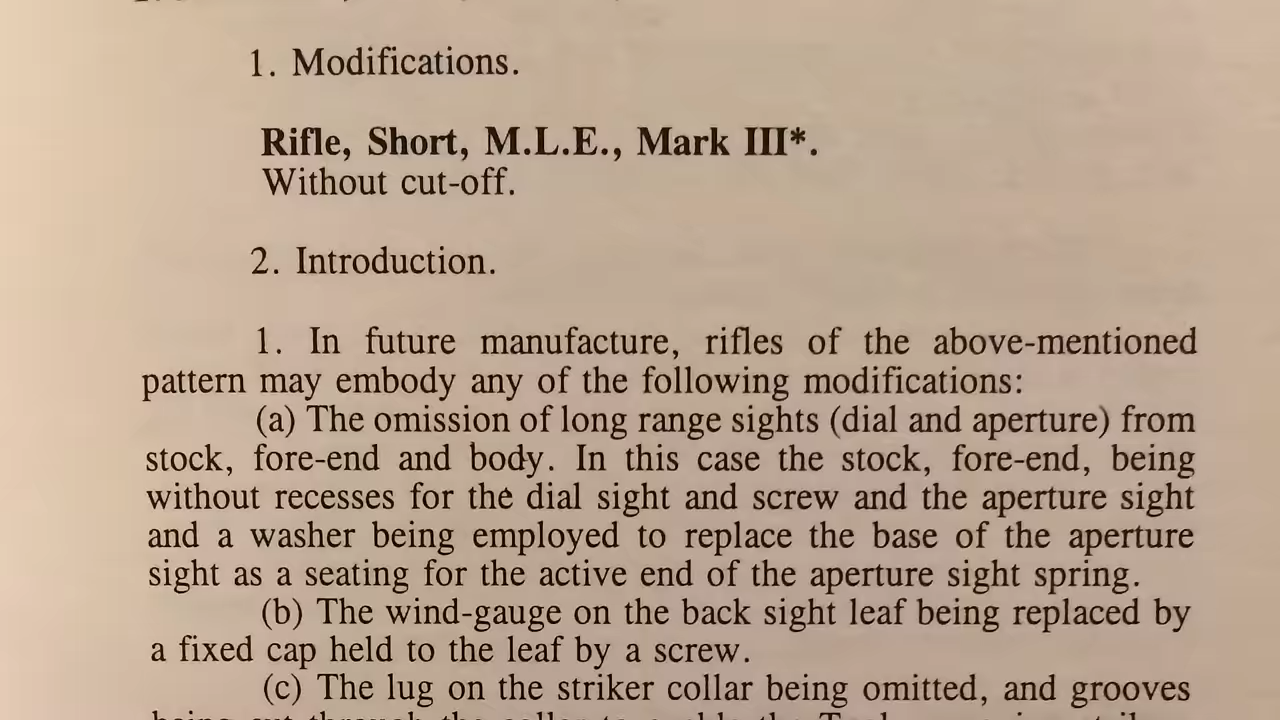 1. Modifications.
Rifle, Short, M.L.E., Mark III*.
Without cut-off.
2. Introduction.
1. In future manufacture, rifles of the above-mentioned
pattern may embody any of the following modifications:
(a) The omission of long range sights (dial and aperture) from
stock, fore-end and body. In this case the stock, fore-end, being
without recesses for the dial sight and screw and the aperture sight
and a washer being employed to replace the base of the aperture
sight as a seating for the active end of the aperture sight spring.
(b) The wind-gauge on the back sight leaf being replaced by
a fixed cap held to the leaf by a screw.
(c) The lug on the striker collar being omitted, and grooves